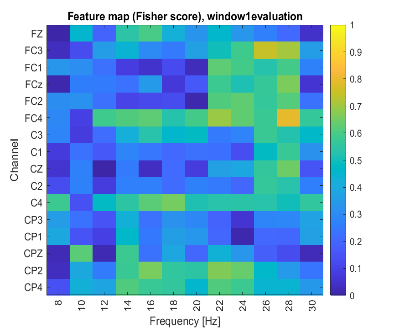 Feature map (Fisher score), window1evaluation
Channel
FZ
FC3
FC1
FCz
FC2
FC4
C3
C1
CZ
C2
C4
CP3
CP1
CPZ
CP2
CP4
8 10 12 14 16 18 20 22 24 26 28 30
Frequency [Hz]
1
0.9
0.8
0.7
0.6
0.5
0.4
0.3
0.2
0.1
0